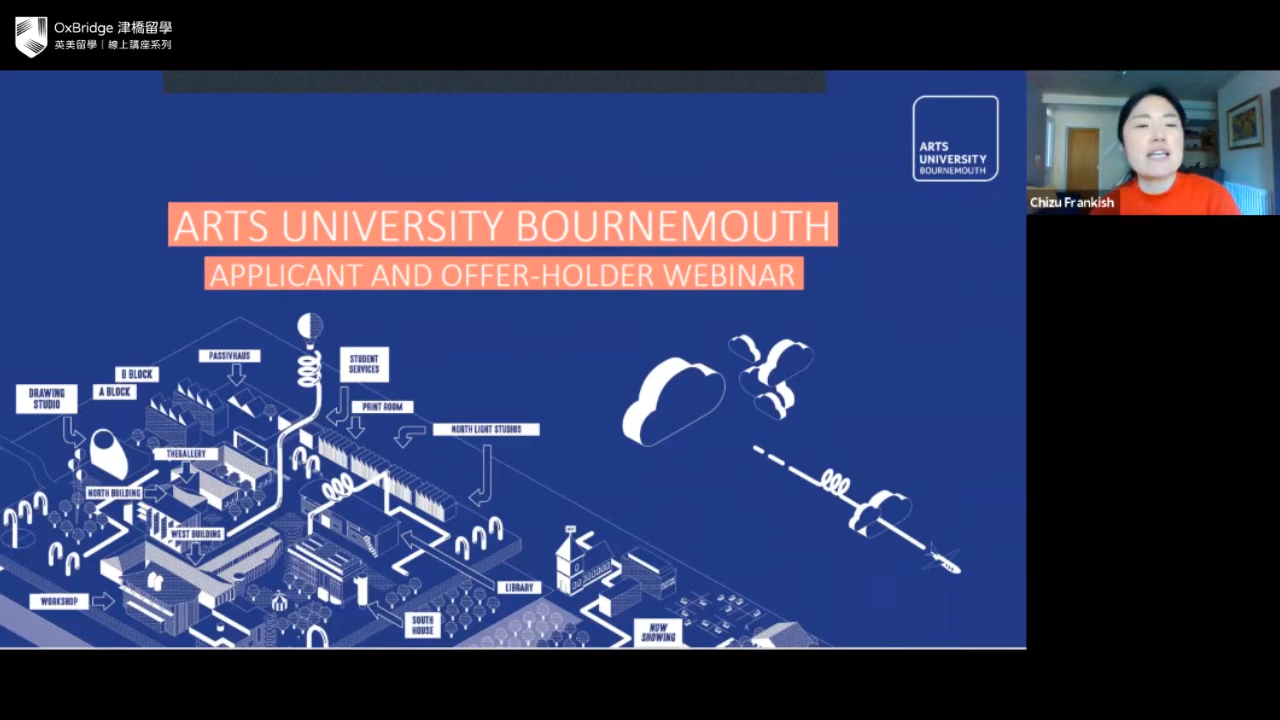 OxBridge 津橋留學
英美留學｜線上講座系列
ARTS
UNIVERSITY
BOURNEMOUTH
Chizu Frankish
ARTS UNIVERSITY BOURNEMOUTH
APPLICANT AND OFFER-HOLDER WEBINAR
PASSIVHAUS
STUDENT
SERVICES
B BLOCK
A BLOCK
DRAWING
STUDIO
PRINT ROOM
NORTH LIGHT STUDIOS
THEGALLERY
NORTH BUILDING
WEST BUILDING
LIBRARY
WORKSHOP
SOUTH
HOUSE
NOW
SHOWING